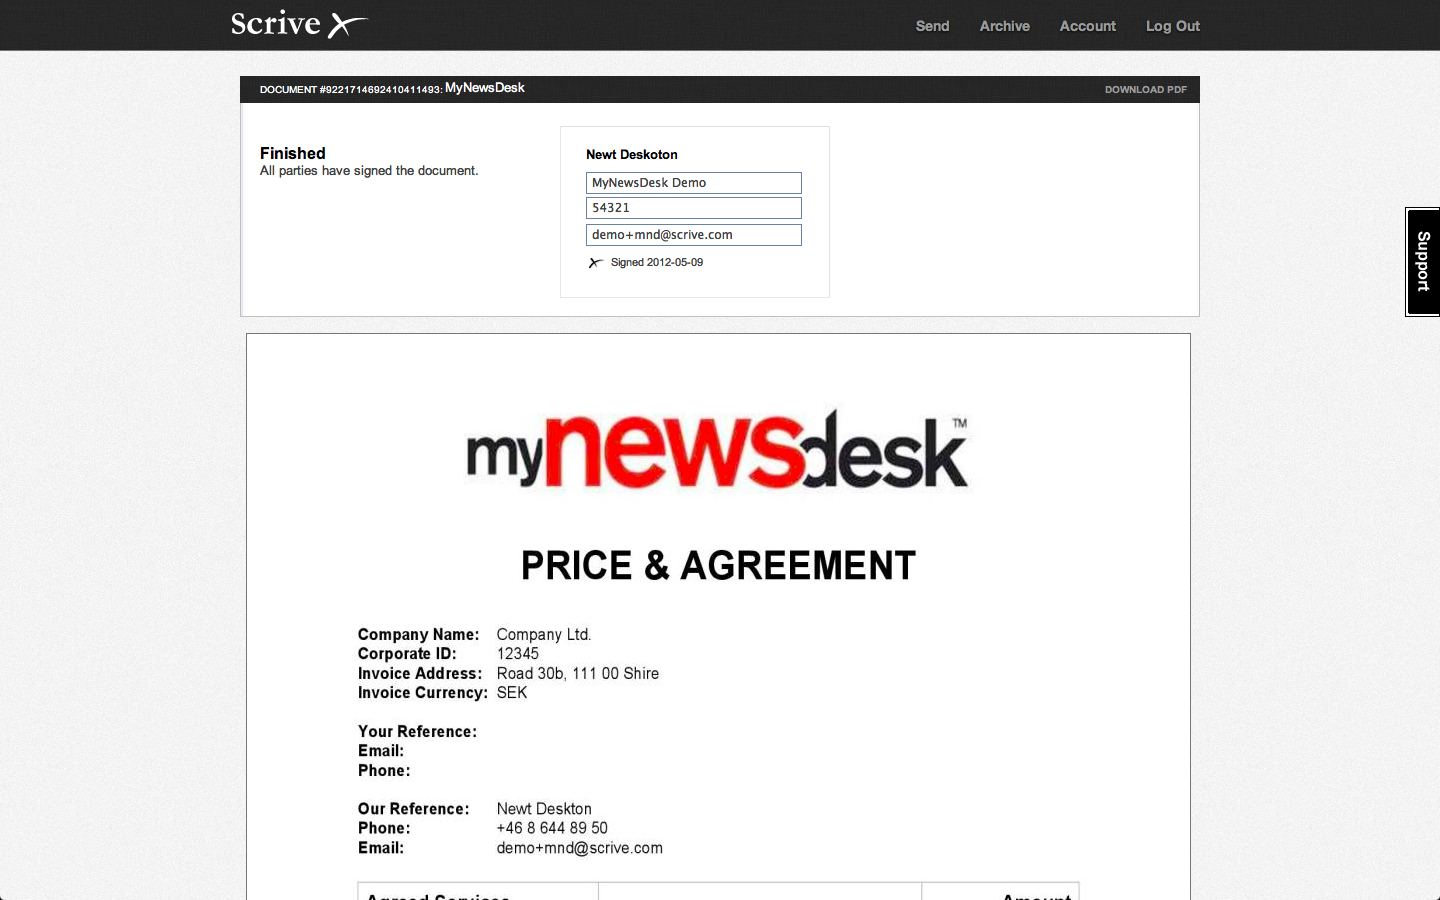 Scrive
Send Archive Account Log Out
DOCUMENT #9221714692410411493: MyNewsDesk DOWNLOAD PDF
Finished
All parties have signed the document.
Newt Deskoton
MyNewsDesk Demo
54321
demo+mnd@scrive.com
Signed 2012-05-09
Support
mynewsdesk™
PRICE & AGREEMENT
Company Name: Company Ltd.
Corporate ID: 12345
Invoice Address: Road 30b, 111 00 Shire
Invoice Currency: SEK
Your Reference:
Email:
Phone:
Our Reference: Newt Deskton
Phone: +46 8 644 89 50
Email: demo+mnd@scrive.com
Agreed Services Amount